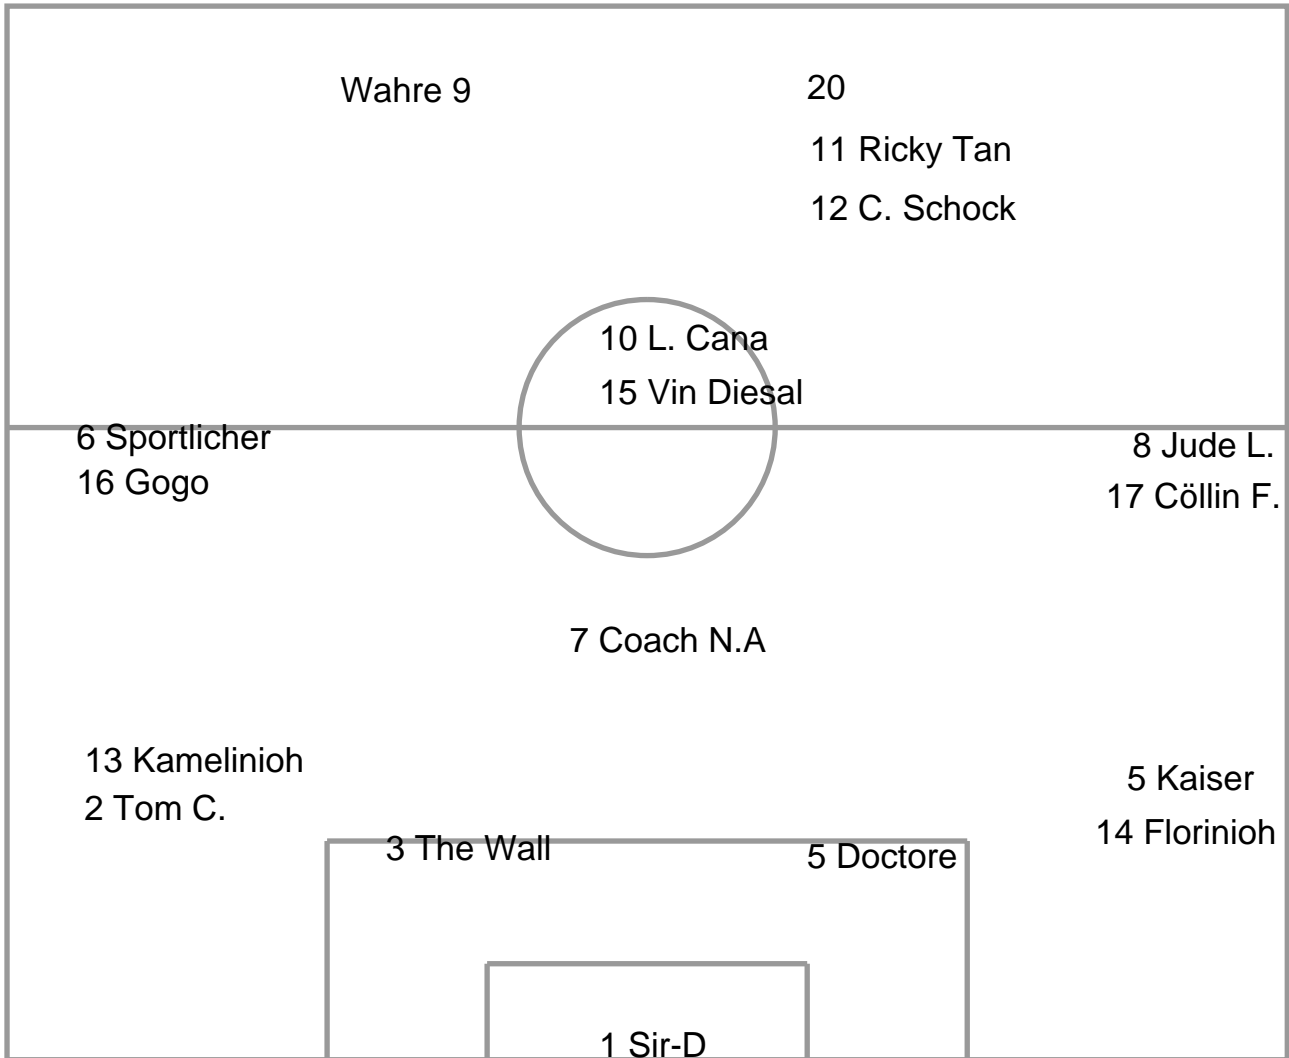 Wahre 9
20
11 Ricky Tan
12 C. Schock
10 L. Cana
15 Vin Diesal
6 Sportlicher
8 Jude L.
16 Gogo
17 Cöllin F.
7 Coach N.A
13 Kamelinioh
5 Kaiser
2 Tom C.
14 Florinioh
3 The Wall
5 Doctore
1 Sir-D